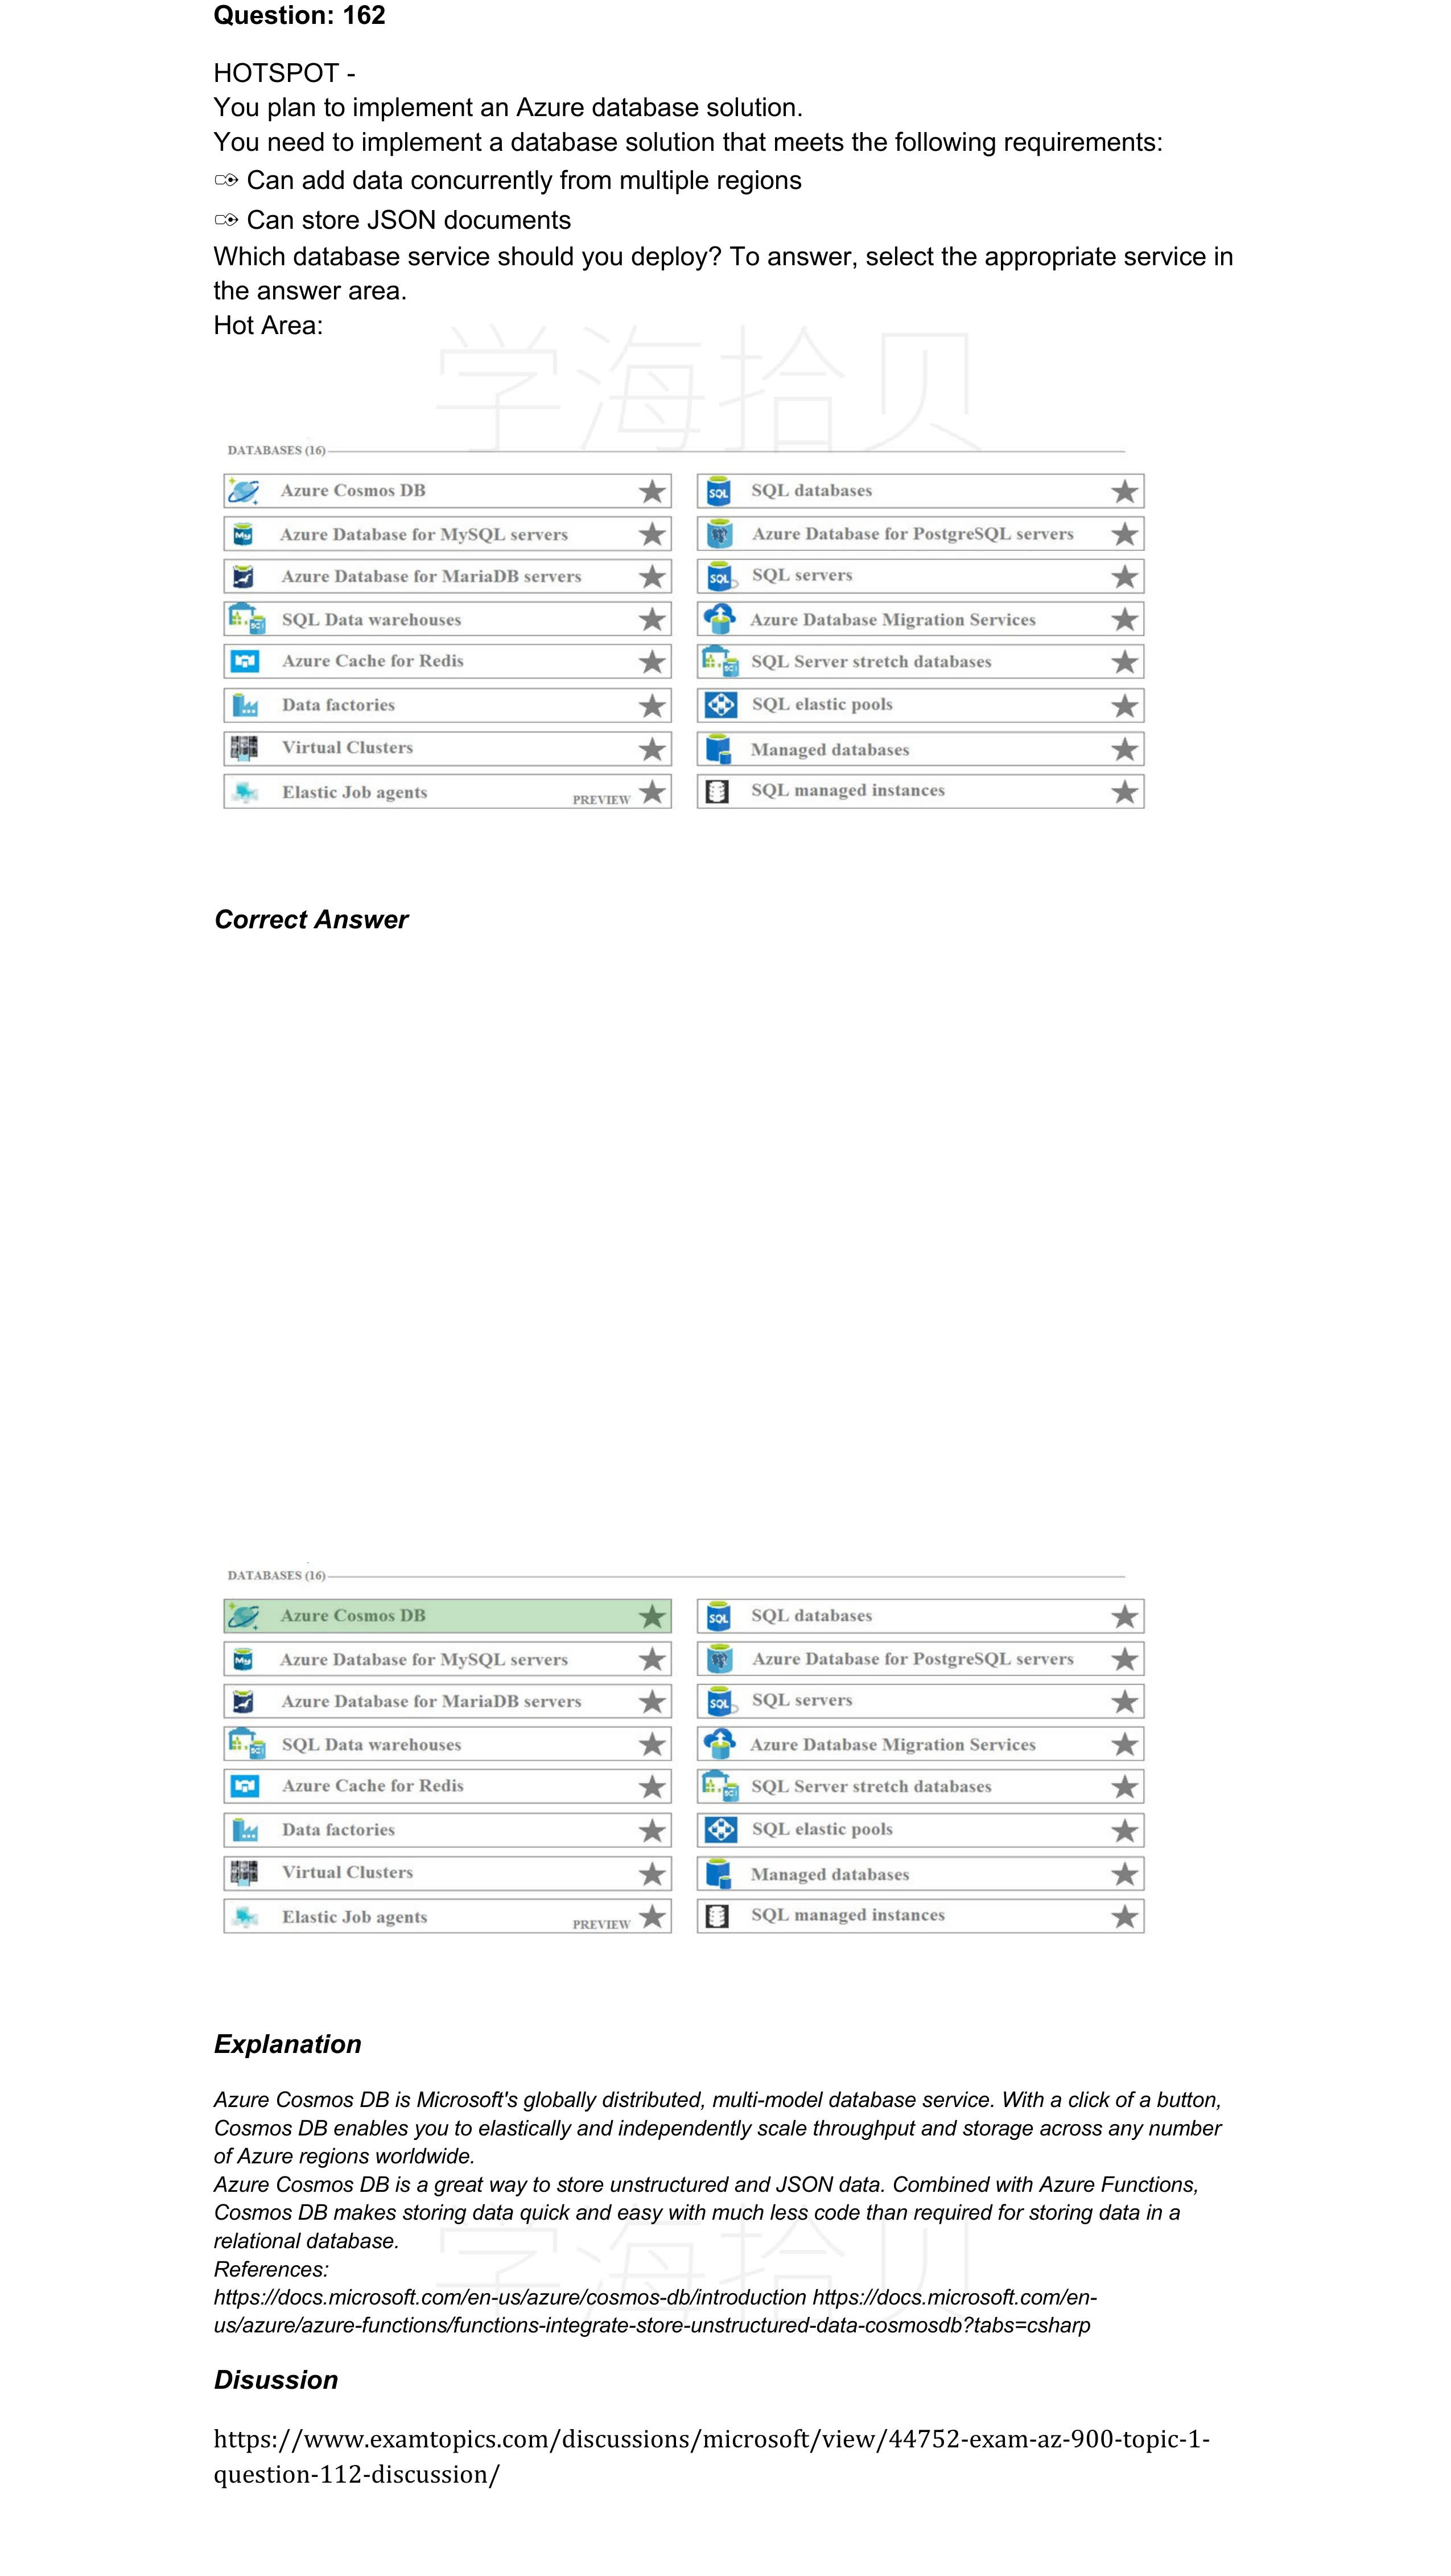 Question: 162
HOTSPOT -
You plan to implement an Azure database solution.
You need to implement a database solution that meets the following requirements:
Can add data concurrently from multiple regions
Can store JSON documents
Which database service should you deploy? To answer, select the appropriate service in
the answer area.
Hot Area:
学海拾贝
DATABASES (16)
Azure Cosmos DB
SQL databases
Azure Database for MySQL servers
Azure Database for PostgreSQL servers
Azure Database for MariaDB servers
SQL servers
SQL Data warehouses
Azure Database Migration Services
Azure Cache for Redis
SQL Server stretch databases
Data factories
SQL elastic pools
Virtual Clusters
Managed databases
Elastic Job agents PREVIEW
SQL managed instances
Correct Answer
DATABASES (16)
Azure Cosmos DB
SQL databases
Azure Database for MySQL servers
Azure Database for PostgreSQL servers
Azure Database for MariaDB servers
SQL servers
SQL Data warehouses
Azure Database Migration Services
Azure Cache for Redis
SQL Server stretch databases
Data factories
SQL elastic pools
Virtual Clusters
Managed databases
Elastic Job agents PREVIEW
SQL managed instances
Explanation
Azure Cosmos DB is Microsoft's globally distributed, multi-model database service. With a click of a button,
Cosmos DB enables you to elastically and independently scale throughput and storage across any number
of Azure regions worldwide.
Azure Cosmos DB is a great way to store unstructured and JSON data. Combined with Azure Functions,
Cosmos DB makes storing data quick and easy with much less code than required for storing data in a
relational database.
学海拾贝
References:
https://docs.microsoft.com/en-us/azure/cosmos-db/introduction https://docs.microsoft.com/en-
us/azure/azure-functions/functions-integrate-store-unstructured-data-cosmosdb?tabs=csharp
Disussion
https://www.examtopics.com/discussions/microsoft/view/44752-exam-az-900-topic-1-
question-112-discussion/